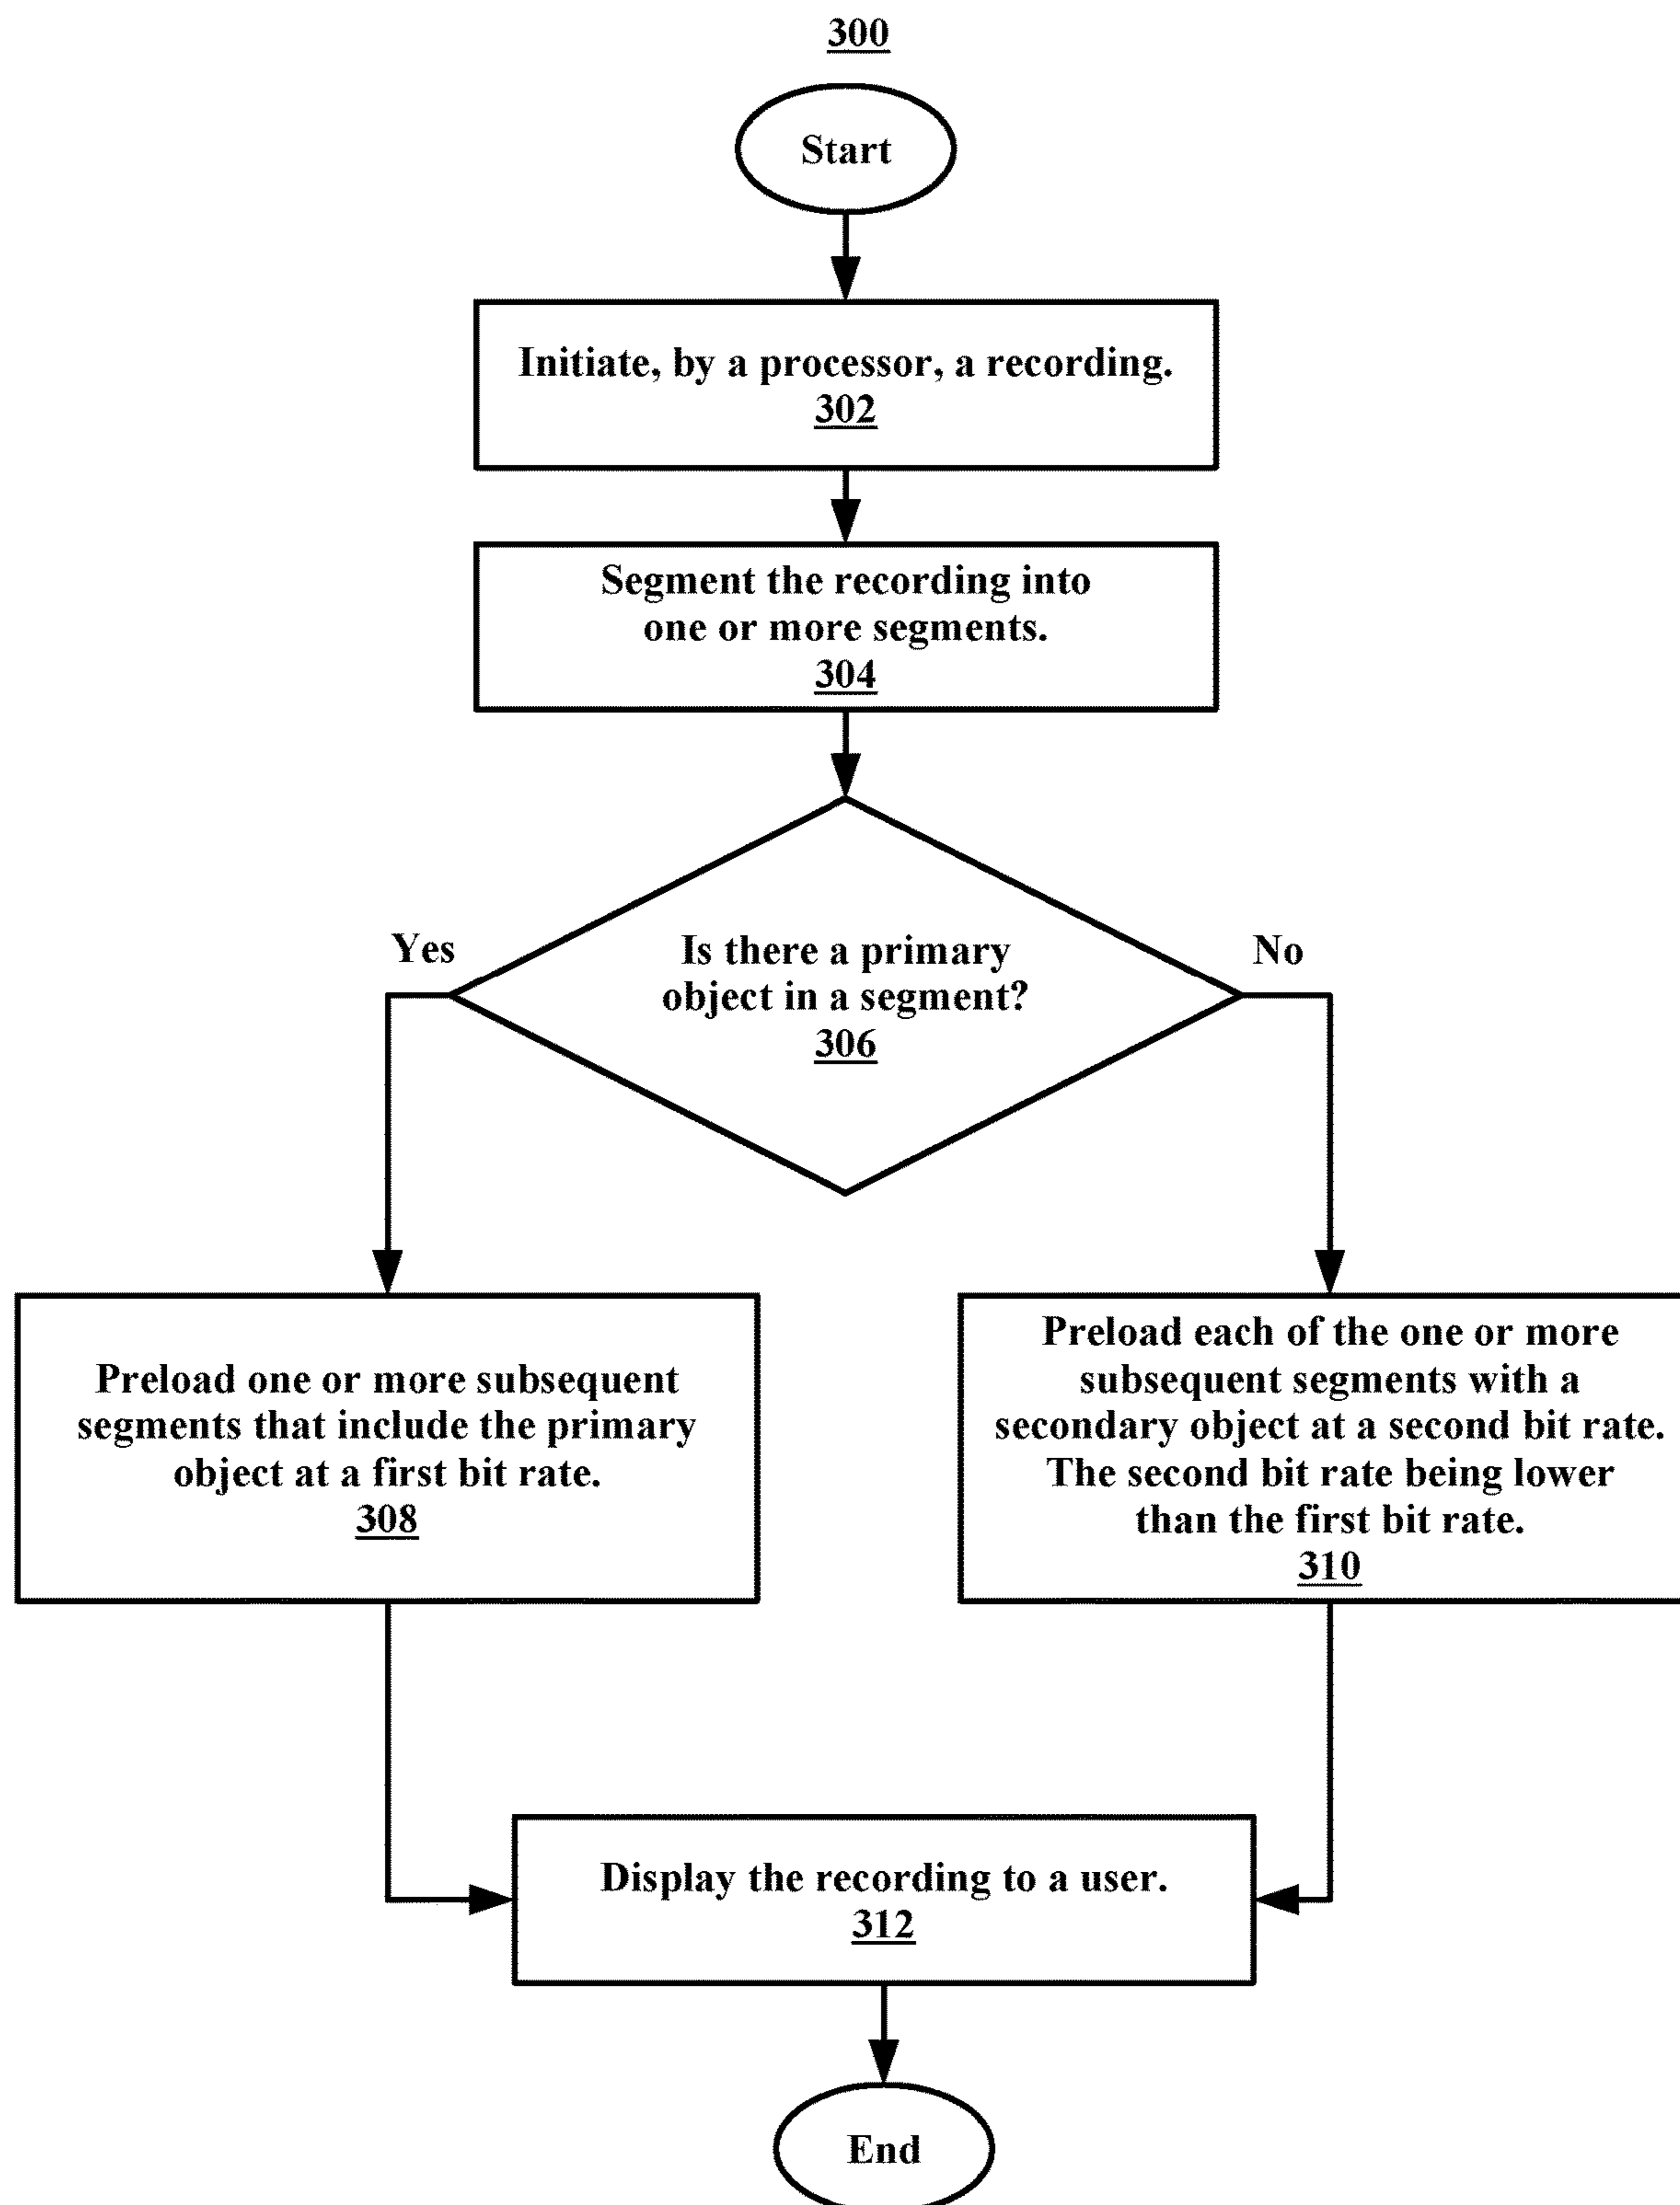 300
Start
Initiate, by a processor, a recording.
302
Segment the recording into
one or more segments.
304
Yes
Is there a primary
object in a segment?
306
No
Preload one or more subsequent
segments that include the primary
object at a first bit rate.
308
Preload each of the one or more
subsequent segments with a
secondary object at a second bit rate.
The second bit rate being lower
than the first bit rate.
310
Display the recording to a user.
312
End